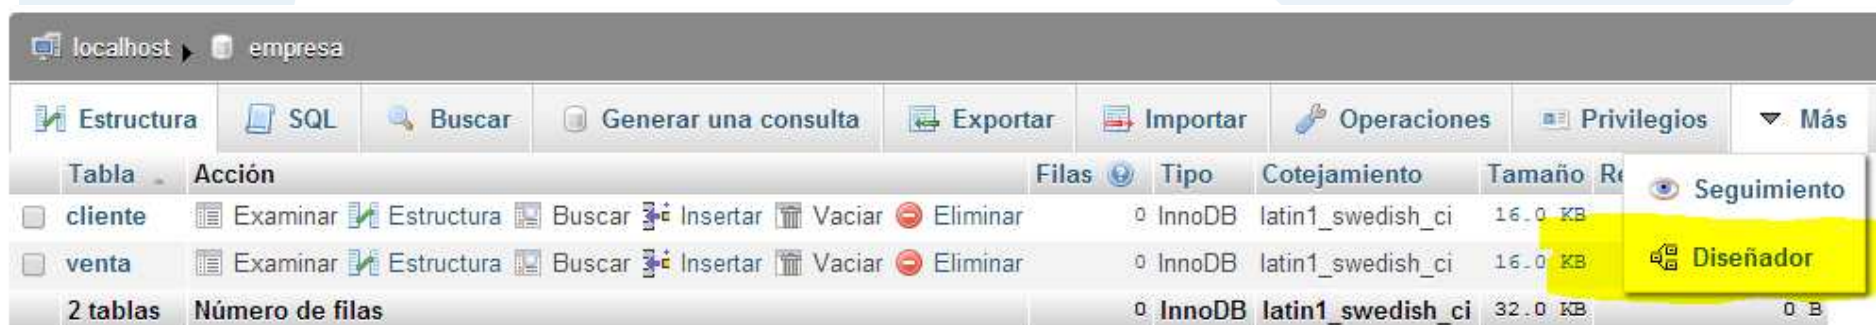 localhost empresa
Estructura SQL Buscar Generar una consulta Exportar Importar Operaciones Privilegios Más
Tabla Acción Filas Tipo Cotejamiento Tamaño
Seguimiento
cliente Examinar Estructura Buscar Insertar Vaciar Eliminar 0 InnoDB latin1_swedish_ci 16.0 KB
Diseñador
venta Examinar Estructura Buscar Insertar Vaciar Eliminar 0 InnoDB latin1_swedish_ci 16.0 KB
2 tablas Número de filas 0 InnoDB latin1_swedish_ci 32.0 KB 0 B